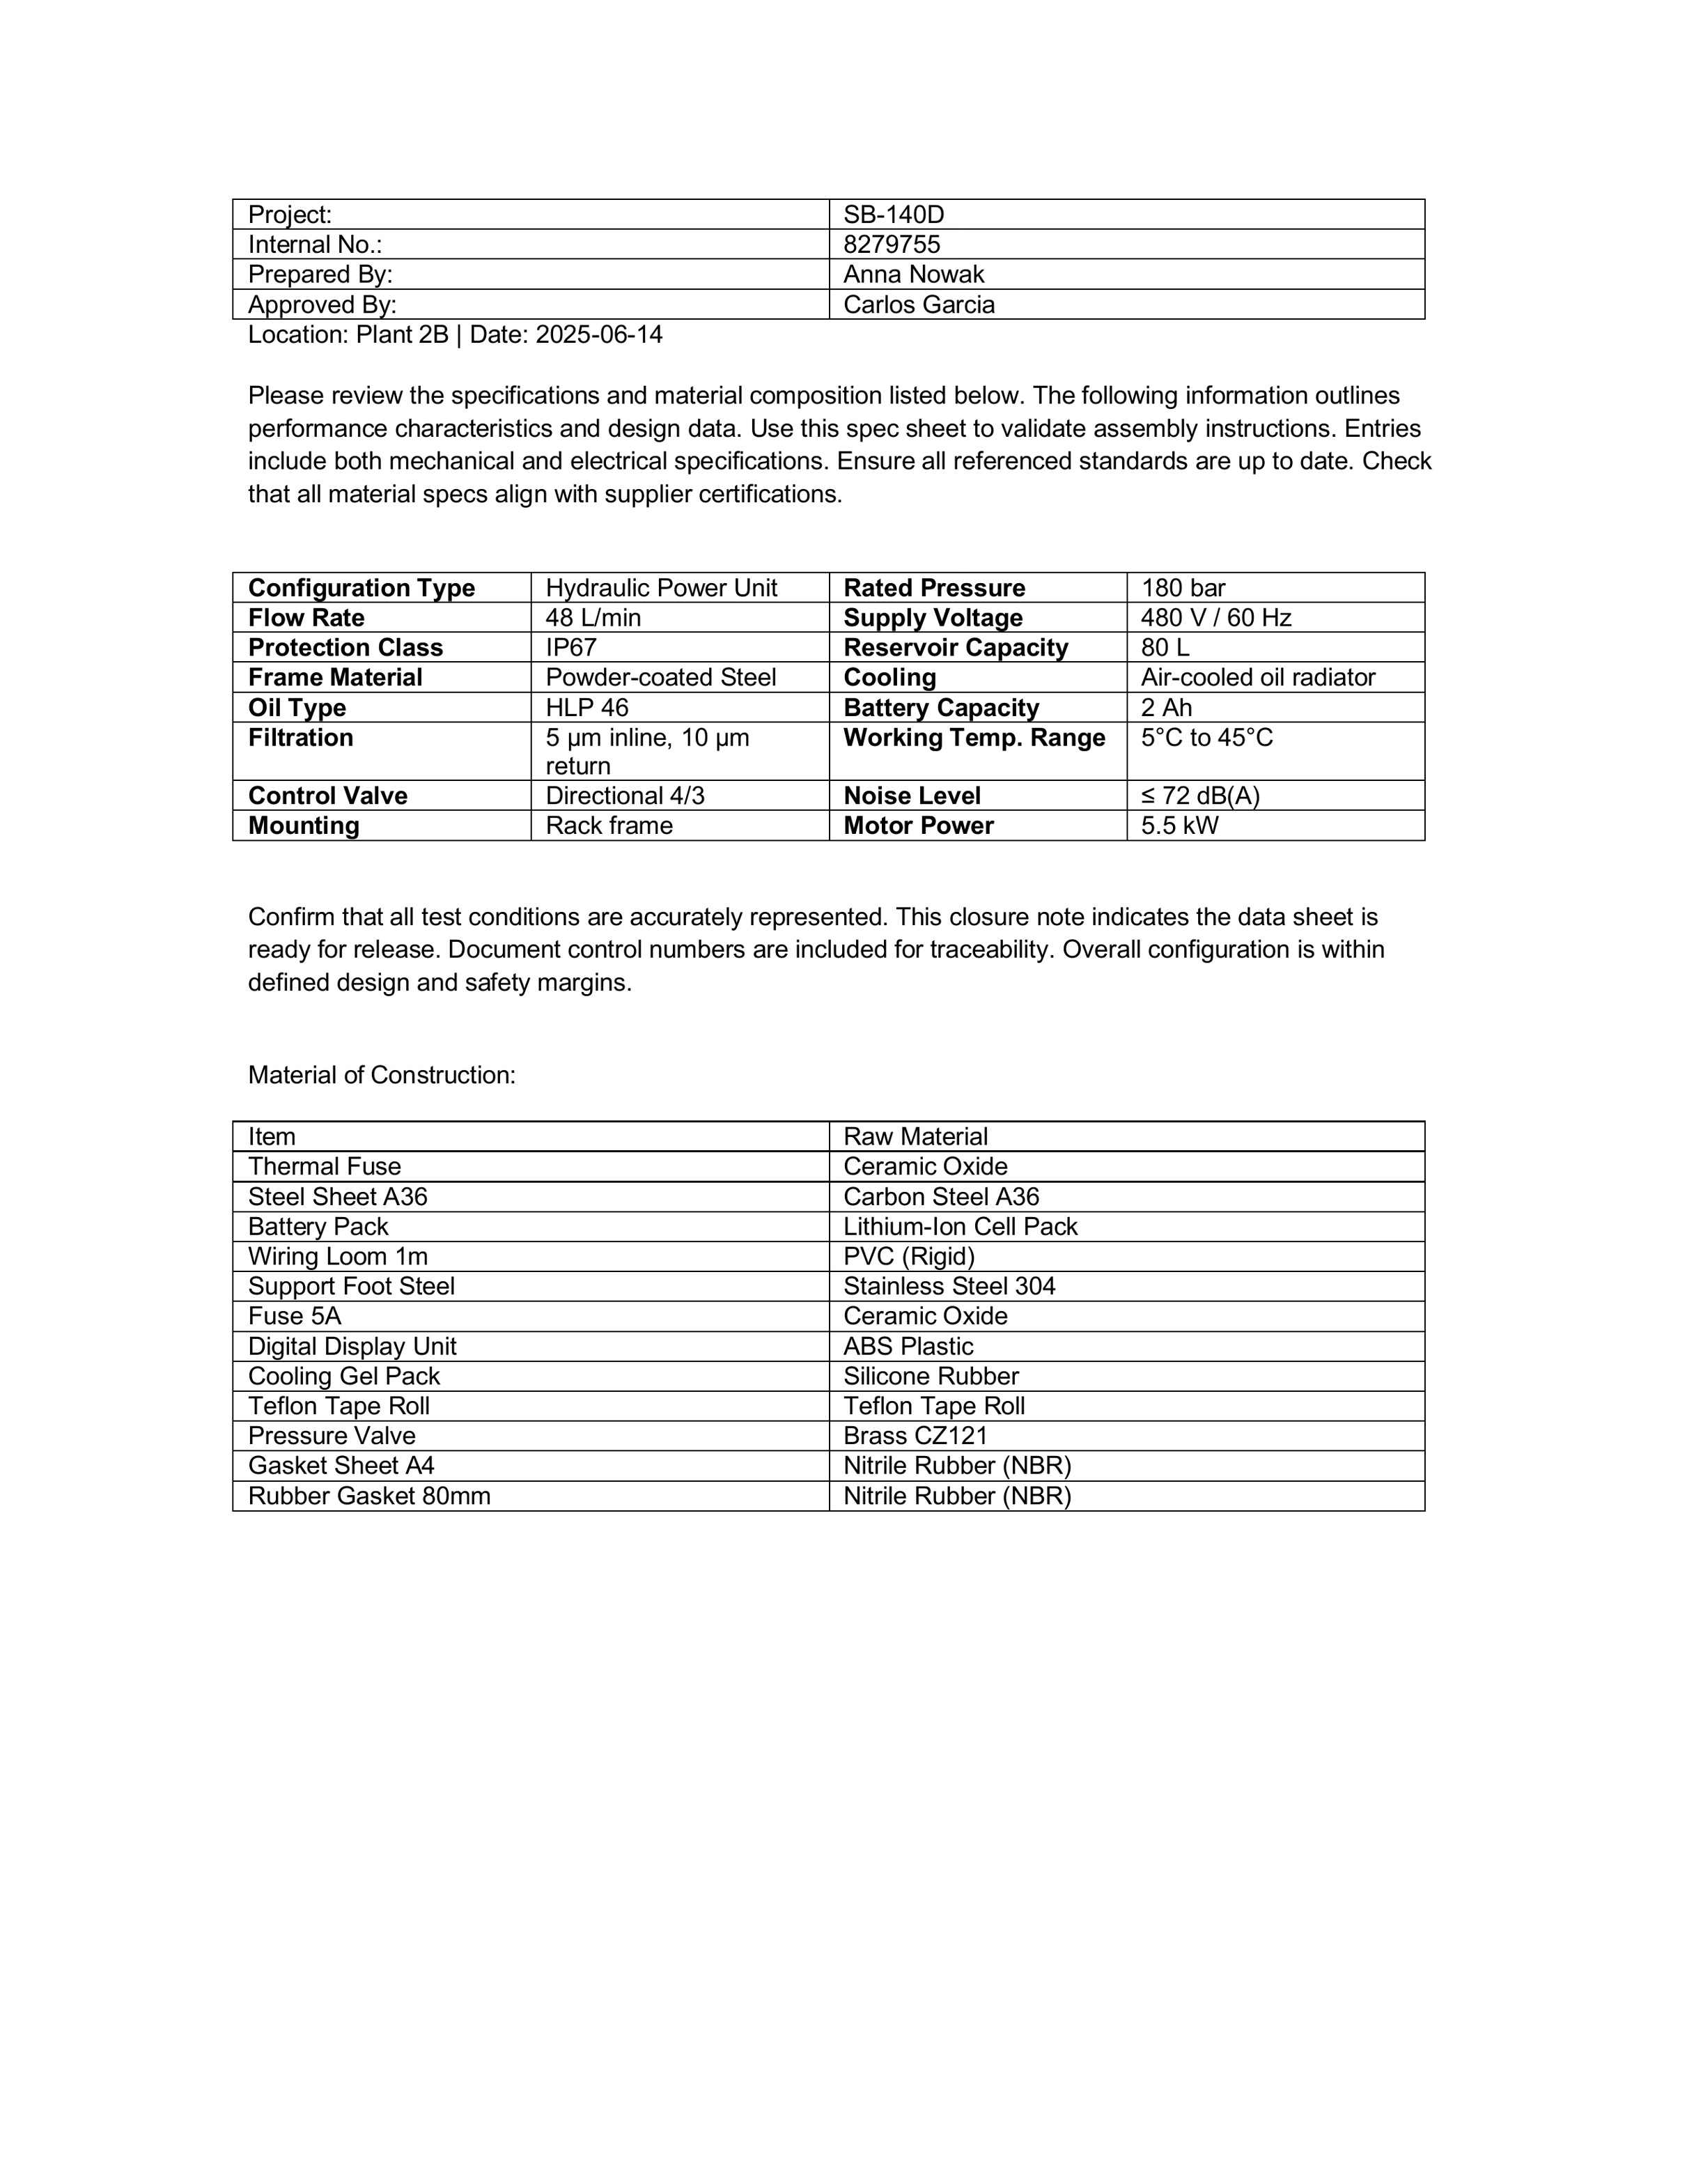 Project: SB-140D
Internal No.: 8279755
Prepared By: Anna Nowak
Approved By: Carlos Garcia
Location: Plant 2B | Date: 2025-06-14
Please review the specifications and material composition listed below. The following information outlines
performance characteristics and design data. Use this spec sheet to validate assembly instructions. Entries
include both mechanical and electrical specifications. Ensure all referenced standards are up to date. Check
that all material specs align with supplier certifications.
Configuration Type Hydraulic Power Unit Rated Pressure 180 bar
Flow Rate 48 L/min Supply Voltage 480 V / 60 Hz
Protection Class IP67 Reservoir Capacity 80 L
Frame Material Powder-coated Steel Cooling Air-cooled oil radiator
Oil Type HLP 46 Battery Capacity 2 Ah
Filtration 5 µm inline, 10 µm Working Temp. Range 5°C to 45°C
return
Control Valve Directional 4/3 Noise Level ≤ 72 dB(A)
Mounting Rack frame Motor Power 5.5 kW
Confirm that all test conditions are accurately represented. This closure note indicates the data sheet is
ready for release. Document control numbers are included for traceability. Overall configuration is within
defined design and safety margins.
Material of Construction:
Item Raw Material
Thermal Fuse Ceramic Oxide
Steel Sheet A36 Carbon Steel A36
Battery Pack Lithium-Ion Cell Pack
Wiring Loom 1m PVC (Rigid)
Support Foot Steel Stainless Steel 304
Fuse 5A Ceramic Oxide
Digital Display Unit ABS Plastic
Cooling Gel Pack Silicone Rubber
Teflon Tape Roll Teflon Tape Roll
Pressure Valve Brass CZ121
Gasket Sheet A4 Nitrile Rubber (NBR)
Rubber Gasket 80mm Nitrile Rubber (NBR)